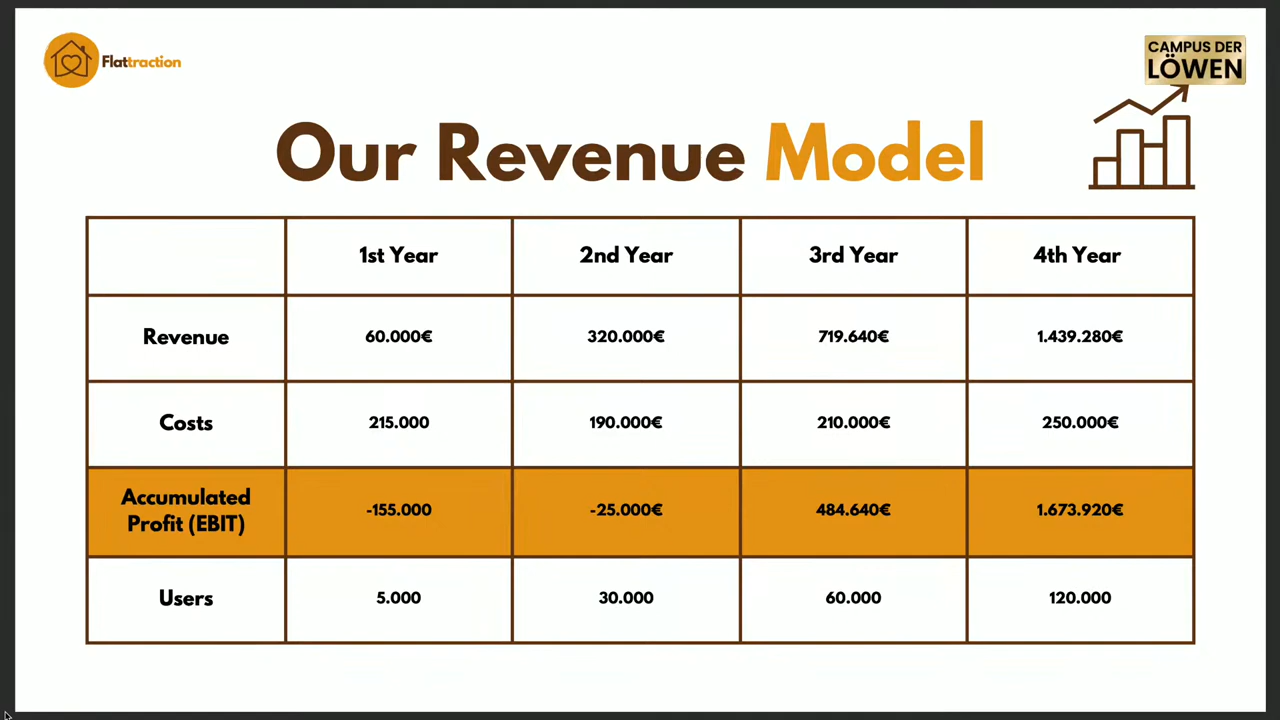 Flattraction
CAMPUS DER
LÖWEN
Our Revenue Model
1st Year 2nd Year 3rd Year 4th Year
Revenue 60.000€ 320.000€ 719.640€ 1.439.280€
Costs 215.000 190.000€ 210.000€ 250.000€
Accumulated
Profit (EBIT) -155.000 -25.000€ 484.640€ 1.673.920€
Users 5.000 30.000 60.000 120.000